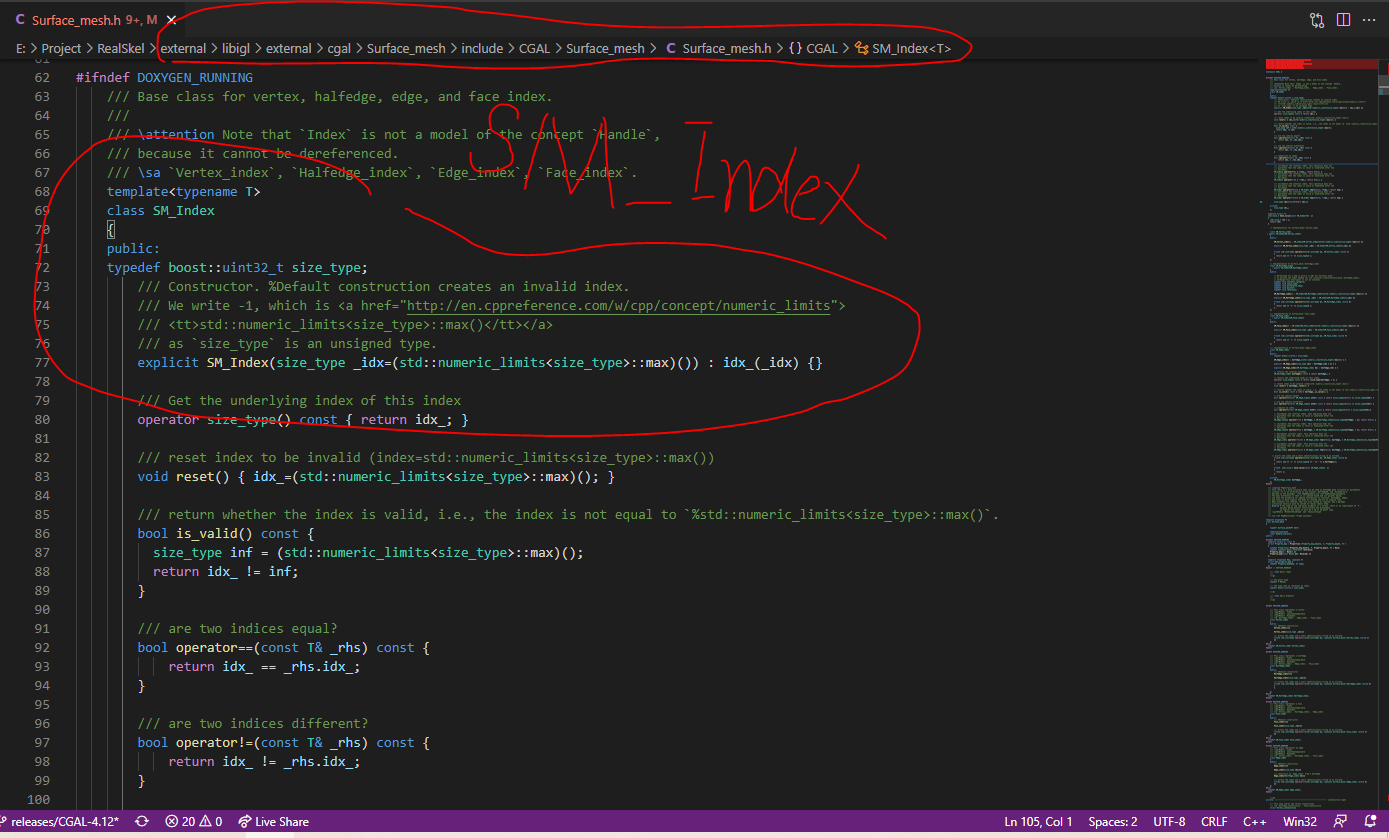 C Surface_mesh.h 9+, M ×
E: > Project > RealSkel > external > libigl > external > cgal > Surface_mesh > include > CGAL > Surface_mesh > C Surface_mesh.h > {} CGAL > SM_Index<T>
61
62 #ifndef DOXYGEN_RUNNING
63 /// Base class for vertex, halfedge, edge, and face index.
64 ///
65 /// \attention Note that `Index` is not a model of the concept `Handle`,
SM_Index
66 /// because it cannot be dereferenced.
67 /// \sa `Vertex_index`, `Halfedge_index`, `Edge_index`, `Face_index`.
68 template<typename T>
69 class SM_Index
70 {
71 public:
72 typedef boost::uint32_t size_type;
73 /// Constructor. %Default construction creates an invalid index.
74 /// We write -1, which is <a href="http://en.cppreference.com/w/cpp/concept/numeric_limits">
75 /// <tt>std::numeric_limits<size_type>::max()</tt></a>
76 /// as `size_type` is an unsigned type.
77 explicit SM_Index(size_type _idx=(std::numeric_limits<size_type>::max)()) : idx_(_idx) {}
78
79 /// Get the underlying index of this index
80 operator size_type() const { return idx_; }
81
82 /// reset index to be invalid (index=std::numeric_limits<size_type>::max())
83 void reset() { idx_=(std::numeric_limits<size_type>::max)(); }
84
85 /// return whether the index is valid, i.e., the index is not equal to `%std::numeric_limits<size_type>::max()`.
86 bool is_valid() const {
87 size_type inf = (std::numeric_limits<size_type>::max)();
88 return idx_ != inf;
89 }
90
91 /// are two indices equal?
92 bool operator==(const T& _rhs) const {
93 return idx_ == _rhs.idx_;
94 }
95
96 /// are two indices different?
97 bool operator!=(const T& _rhs) const {
98 return idx_ != _rhs.idx_;
99 }
100
releases/CGAL-4.12* 20 0 Live Share Ln 105, Col 1 Spaces: 2 UTF-8 CRLF C++ Win32